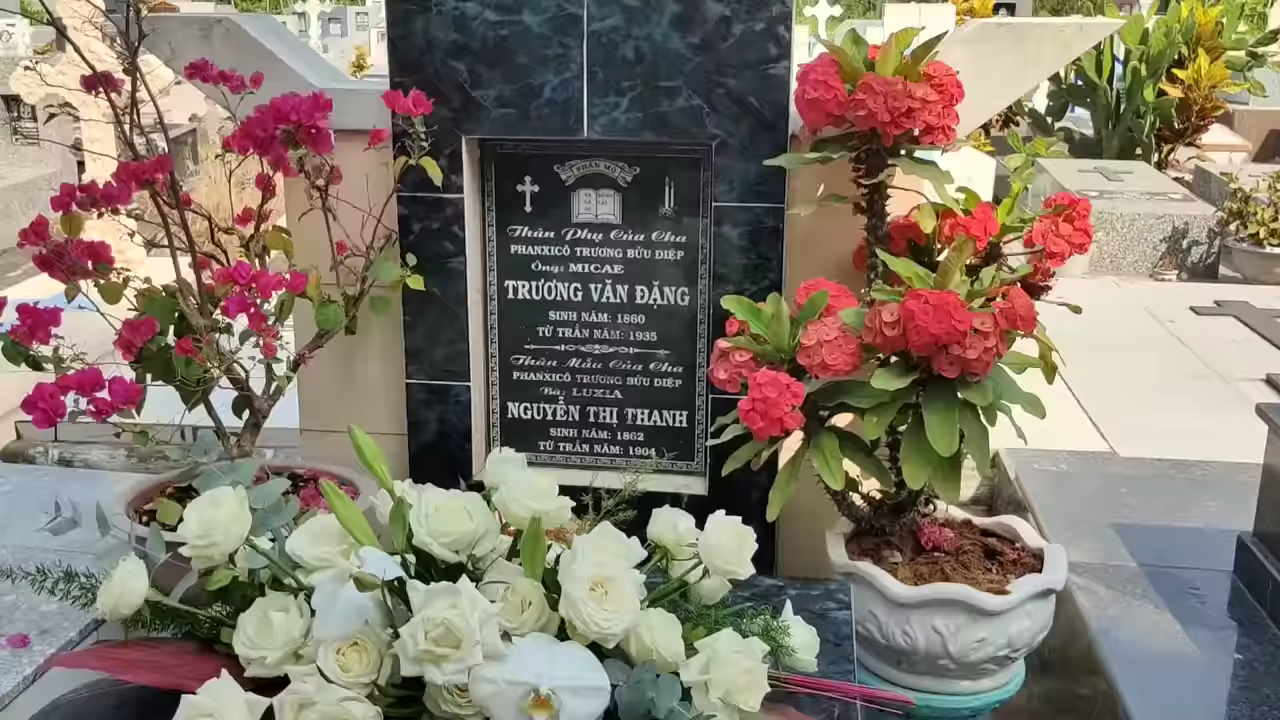 PHẦN MỘ
Thân Phụ Của Cha
PHANXICÔ TRƯƠNG BỬU DIỆP
Ông: MICAE
TRƯƠNG VĂN ĐẶNG
SINH NĂM: 1860
TỪ TRẦN NĂM: 1935
Thân Mẫu Của Cha
PHANXICÔ TRƯƠNG BỬU DIỆP
Bà: LUXIA
NGUYỄN THỊ THANH
SINH NĂM: 1862
TỪ TRẦN NĂM: 1904